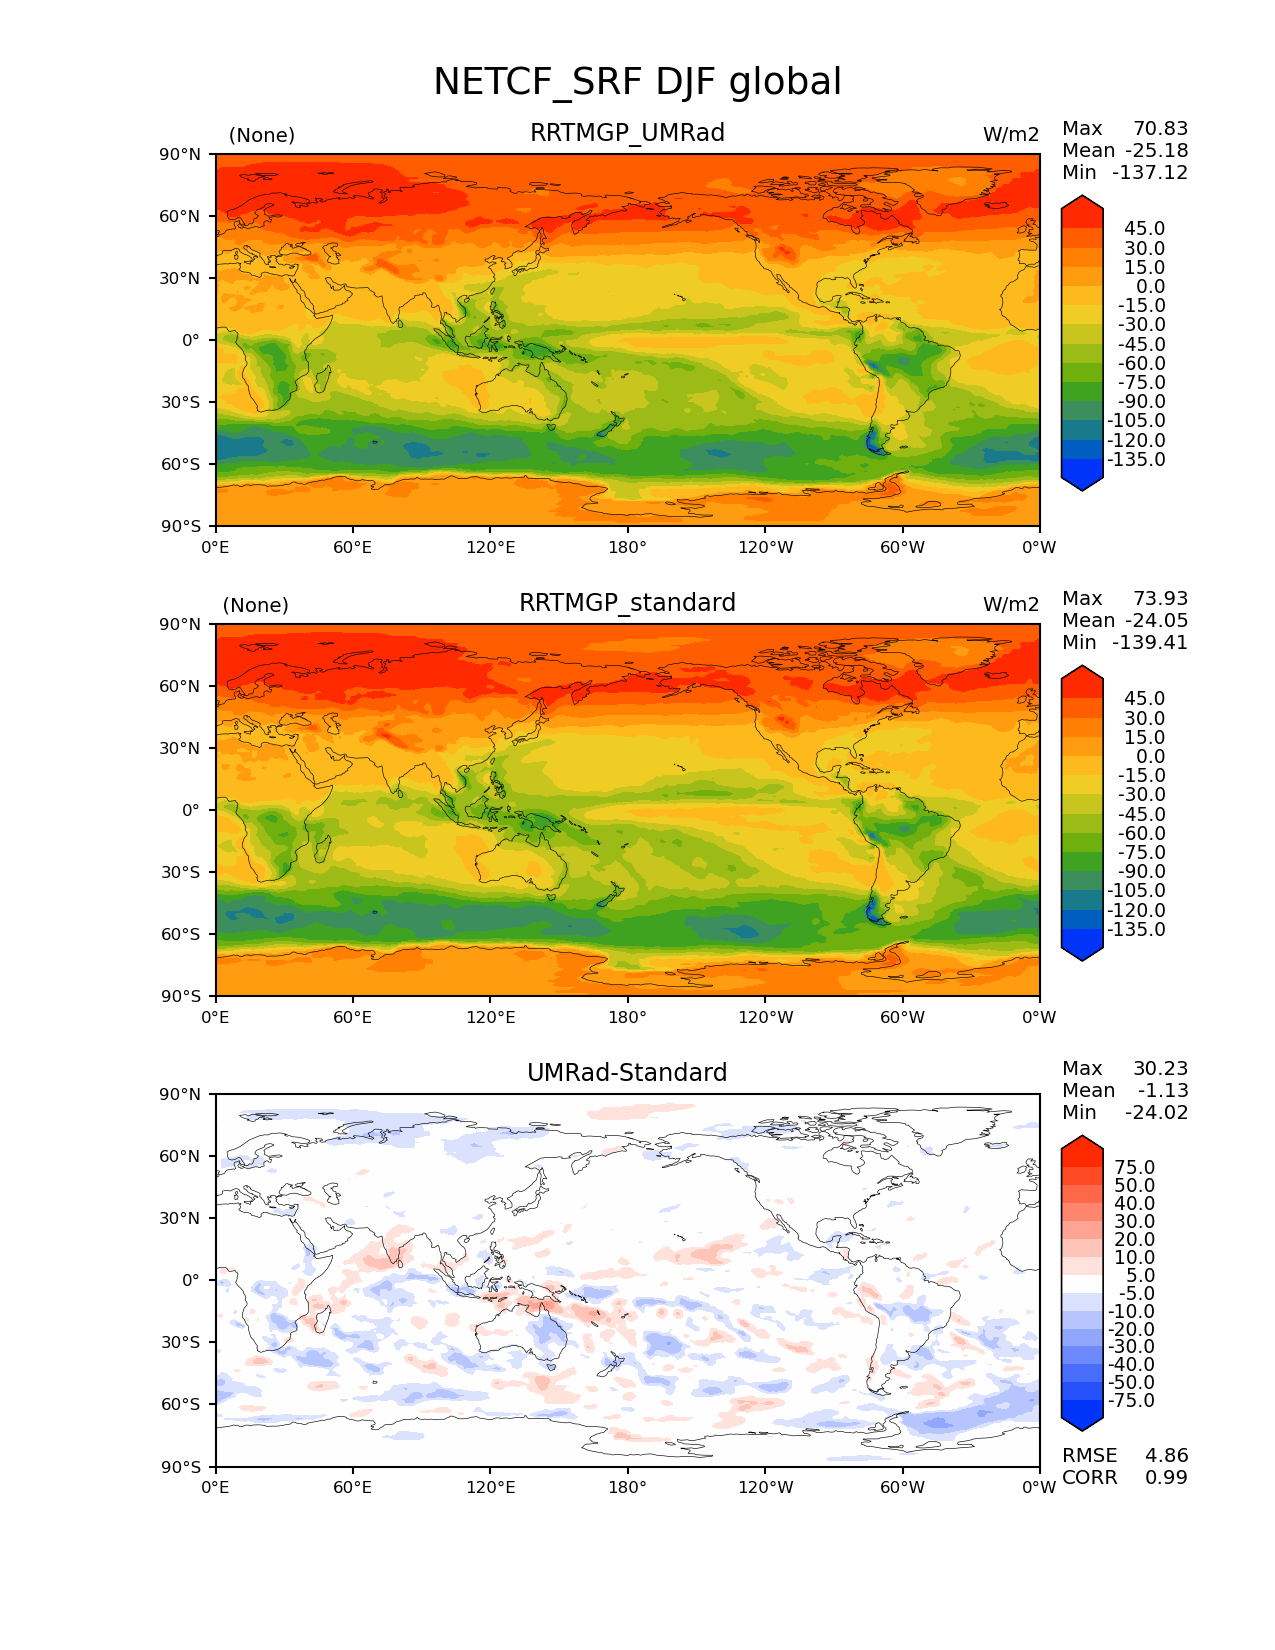 NETCF_SRF DJF global
(None) RRTMGP_UMRad W/m2
Max 70.83
Mean -25.18
Min -137.12
90°N
60°N
30°N
0°
30°S
60°S
90°S
0°E 60°E 120°E 180° 120°W 60°W 0°W
45.0
30.0
15.0
0.0
-15.0
-30.0
-45.0
-60.0
-75.0
-90.0
-105.0
-120.0
-135.0
(None) RRTMGP_standard W/m2
Max 73.93
Mean -24.05
Min -139.41
90°N
60°N
30°N
0°
30°S
60°S
90°S
0°E 60°E 120°E 180° 120°W 60°W 0°W
45.0
30.0
15.0
0.0
-15.0
-30.0
-45.0
-60.0
-75.0
-90.0
-105.0
-120.0
-135.0
UMRad-Standard
Max 30.23
Mean -1.13
Min -24.02
90°N
60°N
30°N
0°
30°S
60°S
90°S
0°E 60°E 120°E 180° 120°W 60°W 0°W
75.0
50.0
40.0
30.0
20.0
10.0
5.0
-5.0
-10.0
-20.0
-30.0
-40.0
-50.0
-75.0
RMSE 4.86
CORR 0.99